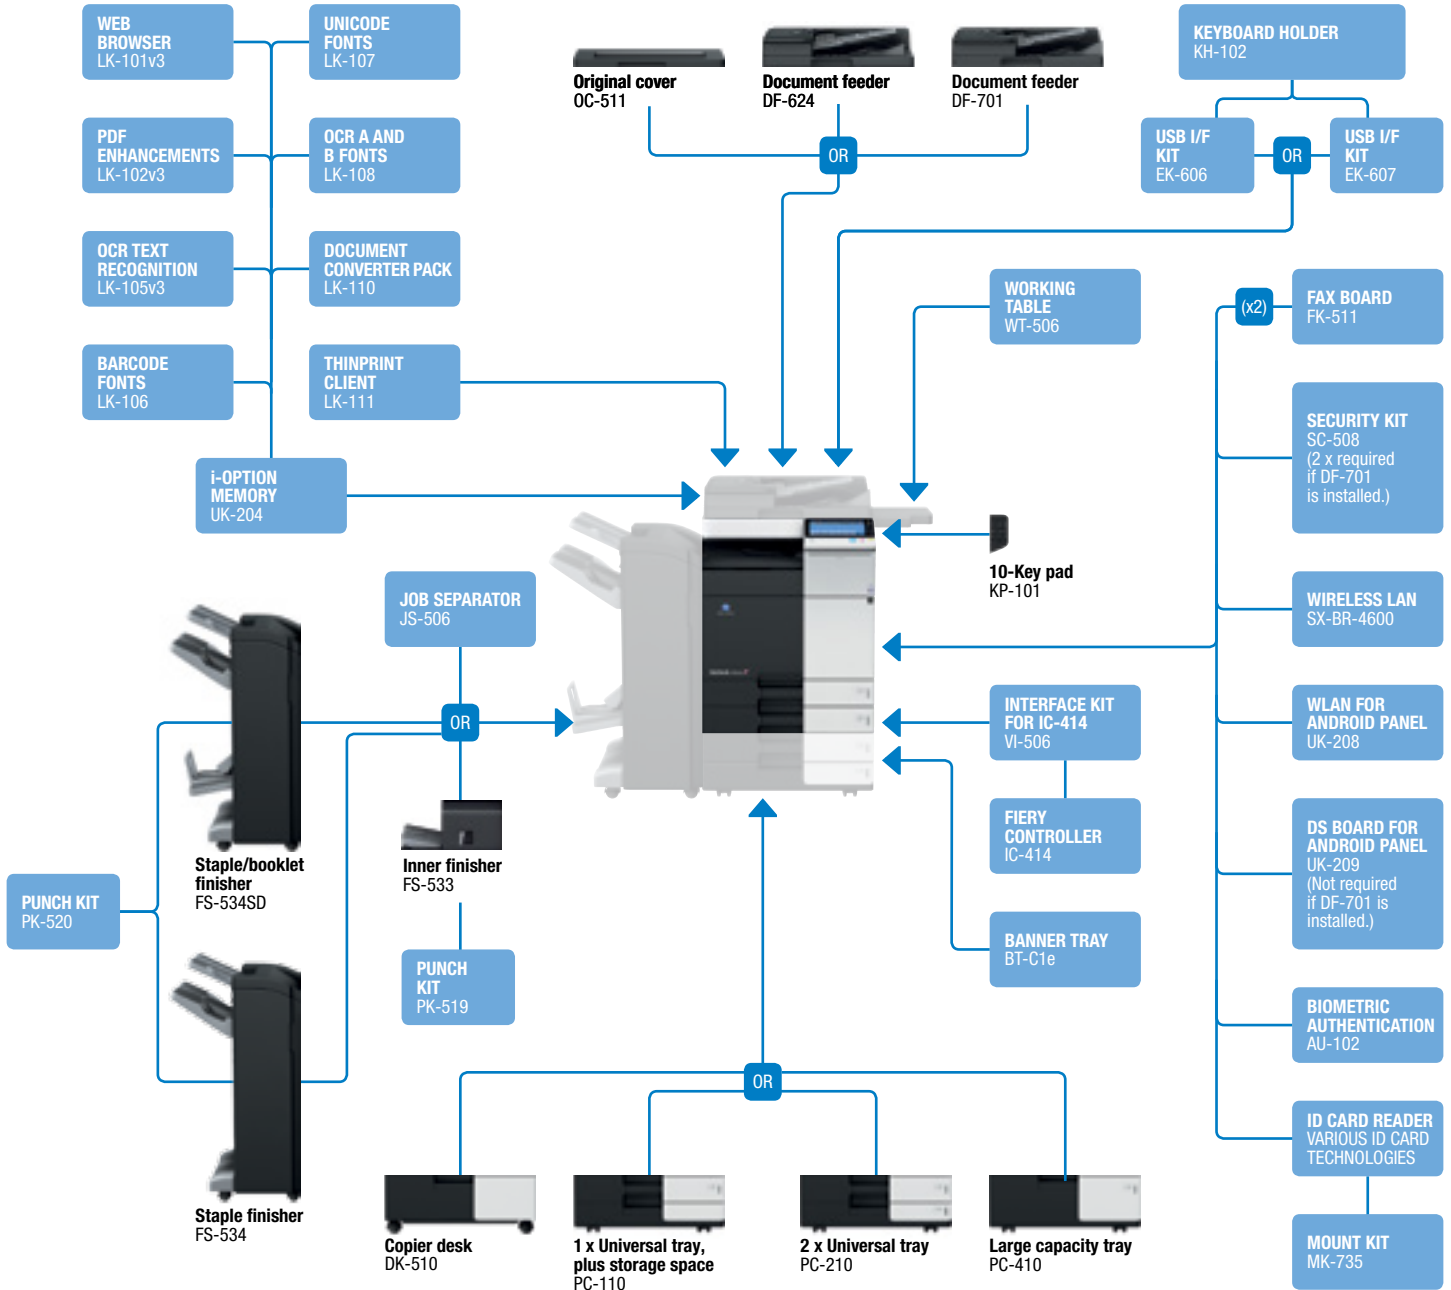 WEB
BROWSER
LK-101v3
UNICODE
FONTS
LK-107
PDF
ENHANCEMENTS
LK-102v3
OCR A AND
B FONTS
LK-108
OCR TEXT
RECOGNITION
LK-105v3
DOCUMENT
CONVERTER PACK
LK-110
BARCODE
FONTS
LK-106
THINPRINT
CLIENT
LK-111
i-OPTION
MEMORY
UK-204
Original cover
OC-511
Document feeder
DF-624
Document feeder
DF-701
OR
KEYBOARD HOLDER
KH-102
USB I/F
KIT
EK-606
OR
USB I/F
KIT
EK-607
WORKING
TABLE
WT-506
10-Key pad
KP-101
(x2)
FAX BOARD
FK-511
SECURITY KIT
SC-508
(2 x required
if DF-701
is installed.)
WIRELESS LAN
SX-BR-4600
WLAN FOR
ANDROID PANEL
UK-208
DS BOARD FOR
ANDROID PANEL
UK-209
(Not required
if DF-701 is
installed.)
BIOMETRIC
AUTHENTICATION
AU-102
ID CARD READER
VARIOUS ID CARD
TECHNOLOGIES
MOUNT KIT
MK-735
INTERFACE KIT
FOR IC-414
VI-506
FIERY
CONTROLLER
IC-414
BANNER TRAY
BT-C1e
JOB SEPARATOR
JS-506
OR
Inner finisher
FS-533
PUNCH
KIT
PK-519
Staple/booklet
finisher
FS-534SD
PUNCH KIT
PK-520
Staple finisher
FS-534
OR
Copier desk
DK-510
1 x Universal tray,
plus storage space
PC-110
2 x Universal tray
PC-210
Large capacity tray
PC-410